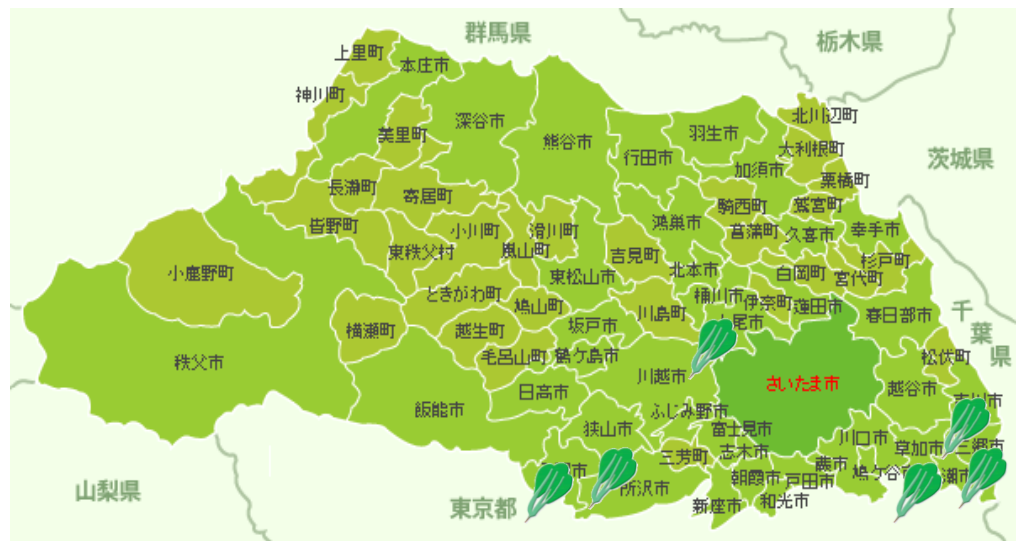 群馬県
栃木県
上里町
本庄市
神川町
北川辺町
深谷市
美里町
羽生市
熊谷市
大利根町
行田市
茨城県
加須市
栗橋町
長瀞町
寄居町
騎西町
鷲宮町
鴻巣市
皆野町
小川町
滑川町
菖蒲町
久喜市
幸手市
東秩父村
嵐山町
吉見町
杉戸町
小鹿野町
東松山市
北本市
白岡町
宮代町
ときがわ町
桶川市
鳩山町
伊奈町
蓮田市
川島町
春日部市
千葉県
横瀬町
越生町
坂戸市
毛呂山町
鶴ケ島市
松伏町
秩父市
川越市
さいたま市
越谷市
日高市
飯能市
ふじみ野市
狭山市
富士見市
川口市
草加市
三郷市
志木市
三芳町
蕨市
鳩ケ谷市
朝霞市
戸田市
山梨県
所沢市
東京都
新座市
和光市